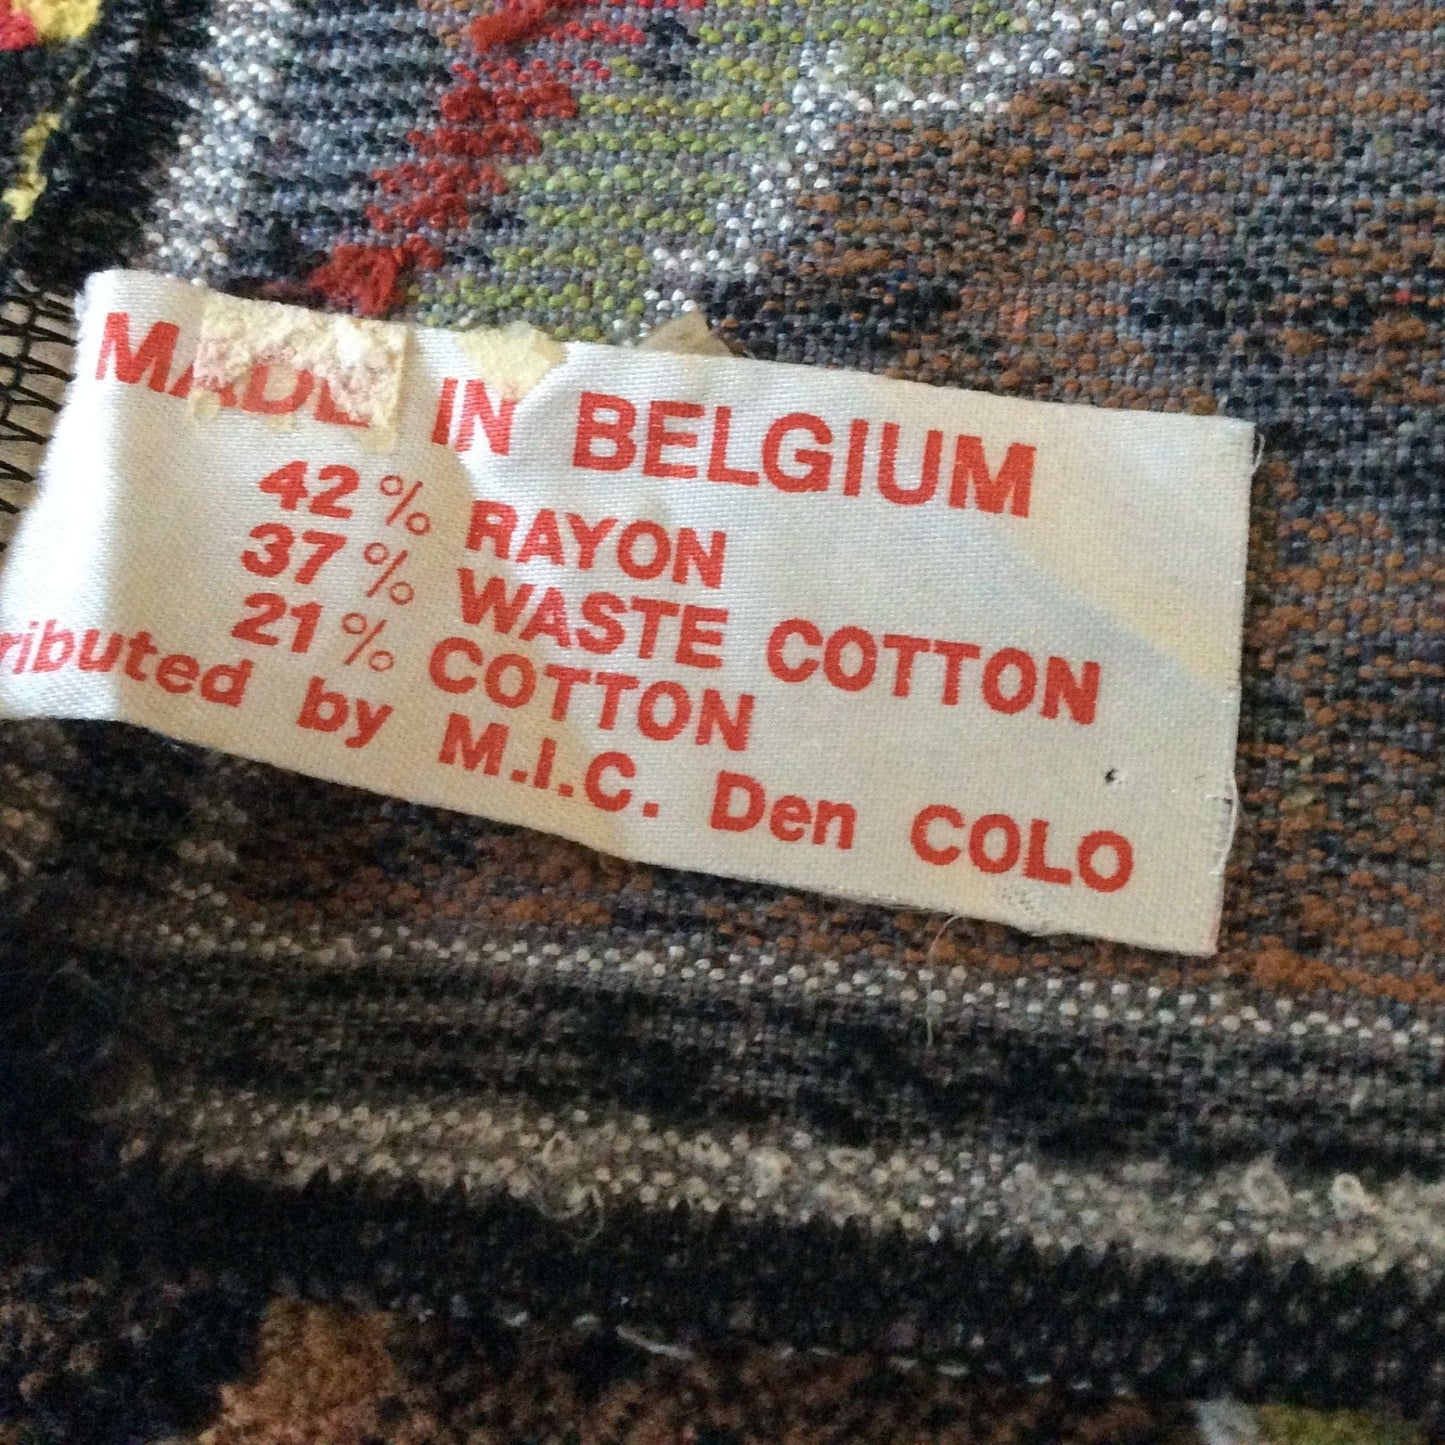 MADE IN BELGIUM
42% RAYON
37% WASTE COTTON
21% COTTON
ributed by M.I.C. Den COLO